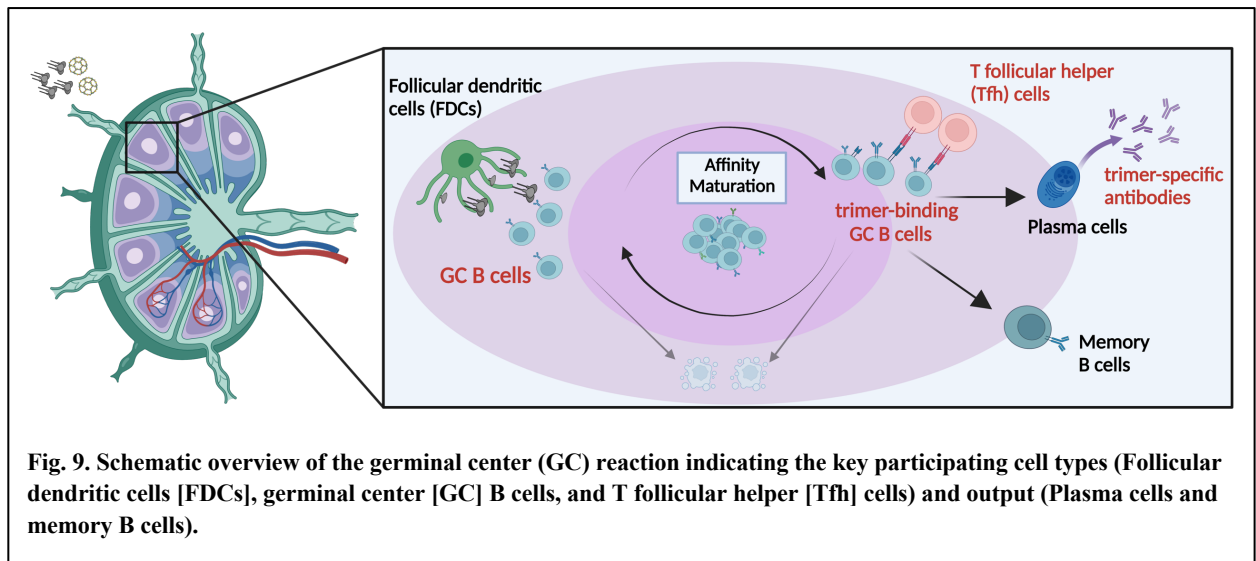 Follicular dendritic
cells (FDCs)
GC B cells
Affinity
Maturation
T follicular helper
(Tfh) cells
trimer-binding
GC B cells
Plasma cells
trimer-specific
antibodies
Memory
B cells
Fig. 9. Schematic overview of the germinal center (GC) reaction indicating the key participating cell types (Follicular
dendritic cells [FDCs], germinal center [GC] B cells, and T follicular helper [Tfh] cells) and output (Plasma cells and
memory B cells).